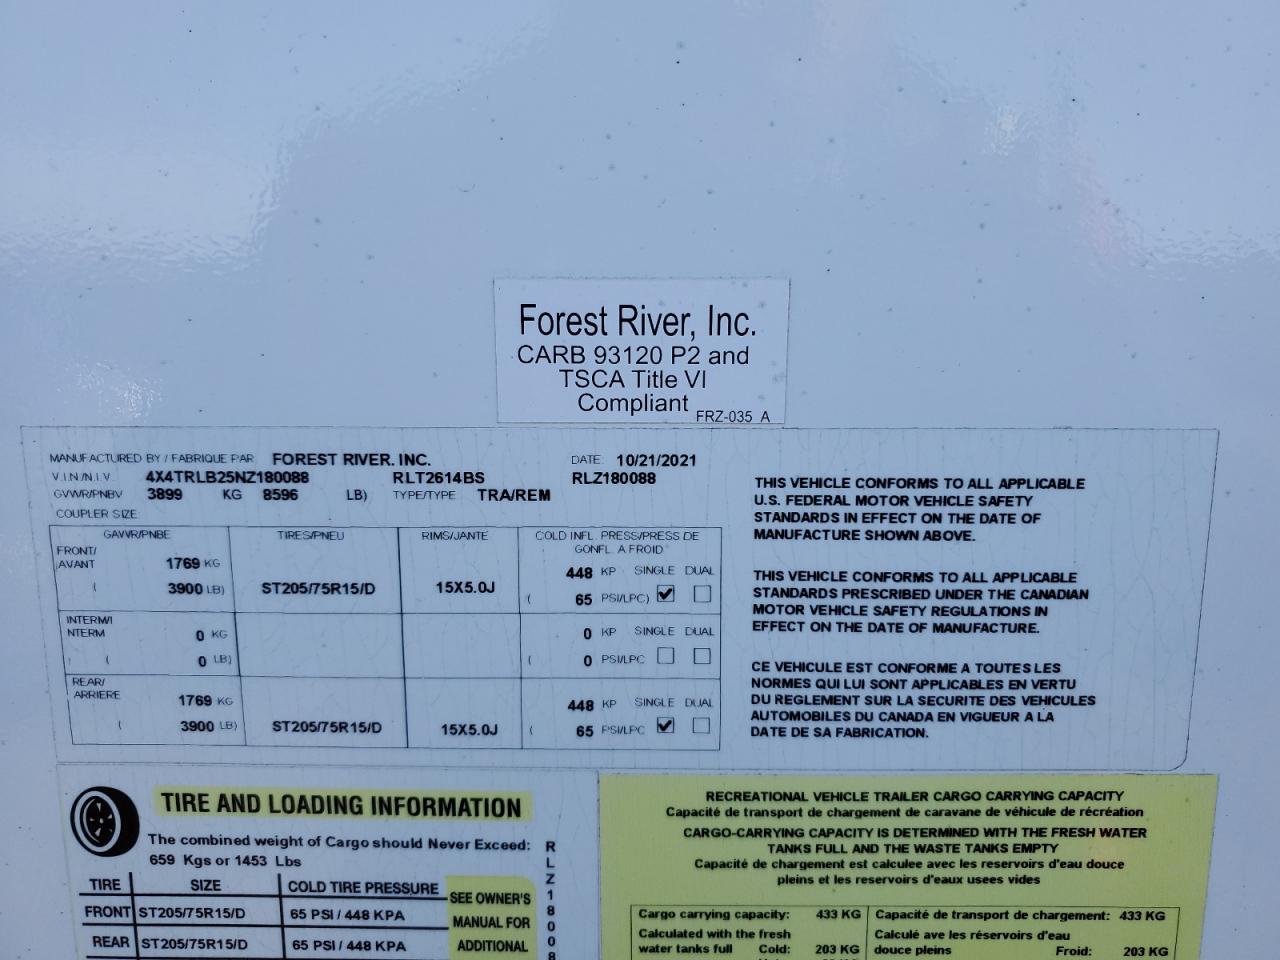 Forest River, Inc.
CARB 93120 P2 and
TSCA Title VI
Compliant
FRZ-035 A
MANUFACTURED BY / FABRIQUE PAR FOREST RIVER, INC. DATE: 10/21/2021
V.I.N./N.I.V. 4X4TRLB25NZ180088 RLT2614BS RLZ180088
GVWR/PNBV 3899 KG 8596 LB) TYPE/TYPE TRA/REM
COUPLER SIZE
GAWR/PNBE TIRES/PNEU RIMS/JANTE COLD INFL. PRESS/PRESS DE
GONFL. A FROID
FRONT/
AVANT 1769 KG 448 KP SINGLE DUAL
( 3900 LB) ST205/75R15/D 15X5.0J ( 65 PSI/LPC)
INTERM/I
NTERM 0 KG 0 KP SINGLE DUAL
( 0 LB) ( 0 PSI/LPC
REAR/
ARRIERE 1769 KG 448 KP SINGLE DUAL
( 3900 LB) ST205/75R15/D 15X5.0J ( 65 PSI/LPC
THIS VEHICLE CONFORMS TO ALL APPLICABLE
U.S. FEDERAL MOTOR VEHICLE SAFETY
STANDARDS IN EFFECT ON THE DATE OF
MANUFACTURE SHOWN ABOVE.
THIS VEHICLE CONFORMS TO ALL APPLICABLE
STANDARDS PRESCRIBED UNDER THE CANADIAN
MOTOR VEHICLE SAFETY REGULATIONS IN
EFFECT ON THE DATE OF MANUFACTURE.
CE VEHICULE EST CONFORME A TOUTES LES
NORMES QUI LUI SONT APPLICABLES EN VERTU
DU REGLEMENT SUR LA SECURITE DES VEHICULES
AUTOMOBILES DU CANADA EN VIGUEUR A LA
DATE DE SA FABRICATION.
TIRE AND LOADING INFORMATION
The combined weight of Cargo should Never Exceed:
659 Kgs or 1453 Lbs
TIRE SIZE COLD TIRE PRESSURE
FRONT ST205/75R15/D 65 PSI / 448 KPA
REAR ST205/75R15/D 65 PSI / 448 KPA
SEE OWNER'S
MANUAL FOR
ADDITIONAL
RLZ18008
RECREATIONAL VEHICLE TRAILER CARGO CARRYING CAPACITY
Capacité de transport de chargement de caravane de véhicule de récréation
CARGO-CARRYING CAPACITY IS DETERMINED WITH THE FRESH WATER
TANKS FULL AND THE WASTE TANKS EMPTY
Capacité de chargement est calculee avec les reservoirs d'eau douce
pleins et les reservoirs d'eaux usees vides
Cargo carrying capacity: 433 KG Capacité de transport de chargement: 433 KG
Calculated with the fresh Calculé ave les réservoirs d'eau
water tanks full Cold: 203 KG douce pleins Froid: 203 KG